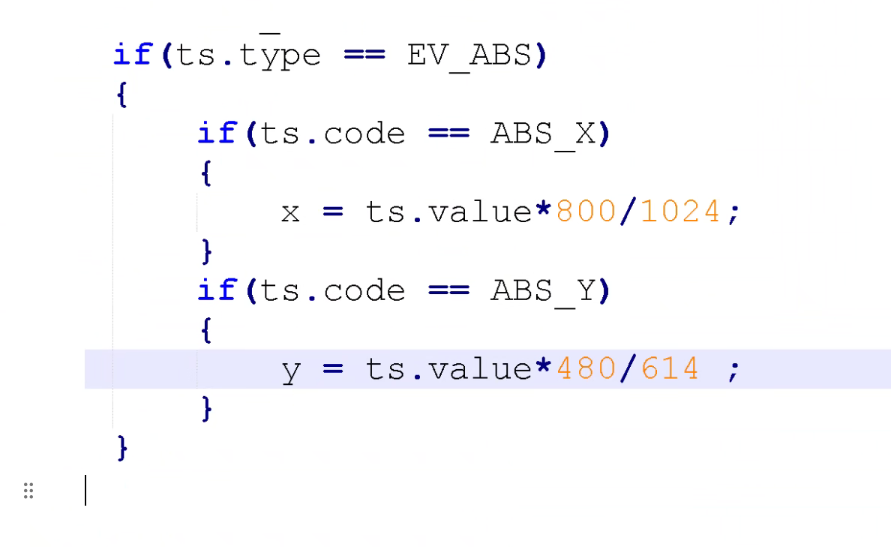 if(ts.type == EV_ABS)
{
if(ts.code == ABS_X)
{
x = ts.value*800/1024;
}
if(ts.code == ABS_Y)
{
y = ts.value*480/614 ;
}
}